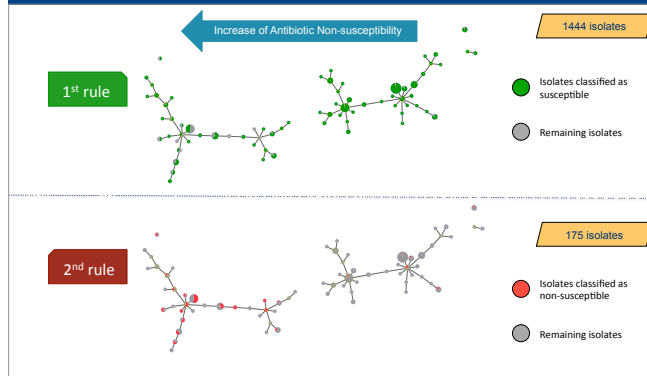 Increase of Antibiotic Non-susceptibility
1444 isolates
1st rule
Isolates classified as
susceptible
Remaining isolates
175 isolates
2nd rule
Isolates classified as
non-susceptible
Remaining isolates